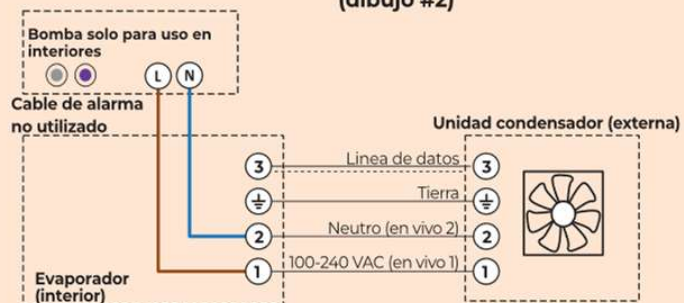 (dibujo #2)
Bomba solo para uso en
interiores
L N
Cable de alarma
no utilizado
Unidad condensador (externa)
3 Linea de datos 3
Tierra
2 Neutro (en vivo 2) 2
1 100-240 VAC (en vivo 1) 1
Evaporador
(interior)